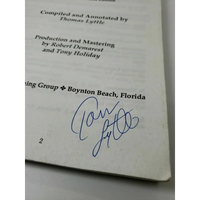 Compiled and Annotated by
Thomas Lyttle
Production and Mastering
by Robert Demarest
and Tony Holiday
ing Group ✦ Boynton Beach, Florida
Tom
Lyttle
2